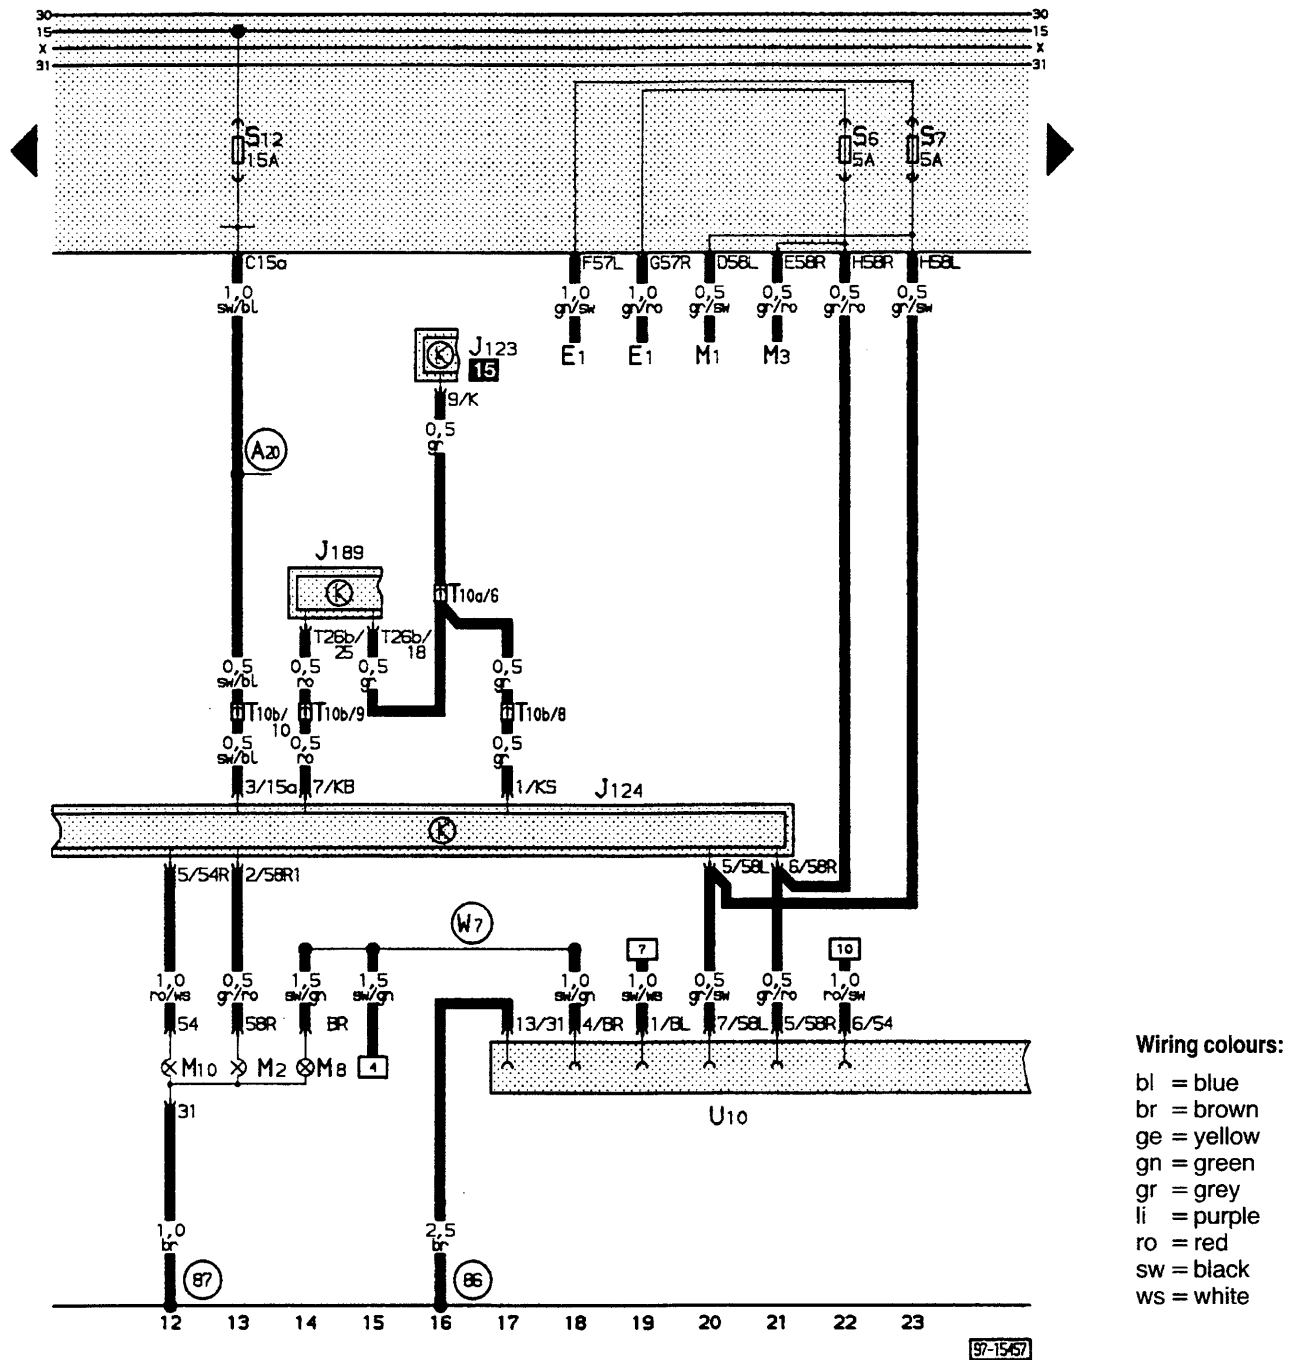 30 30
15 15
X X
31 31
S12
15A
S6
5A
S7
5A
C15a F57L G57R D58L E58R H58R H58L
1,0
sw/bl
1,0
gr/sw
1,0
gr/ro
0,5
gr/sw
0,5
gr/ro
0,5
gr/ro
0,5
gr/sw
E1 E1 M1 M3
K J123
15
9/K
0,5
gr
A20
J189
K
T10a/6
T26b/
25
T26b/
18
0,5
sw/bl
0,5
ro
0,5
gr
0,5
gr
T10b/
10
T10b/9
T10b/8
0,5
sw/bl
0,5
ro
0,5
gr
3/15a 7/KB 1/KS
J124
K
5/54R 2/58R1 5/58L 6/58R
W7
7 10
1,0
ro/ws
0,5
gr/ro
1,5
sw/gn
1,5
sw/gn
1,0
sw/gn
1,0
sw/ws
0,5
gr/sw
0,5
gr/ro
1,0
ro/sw
54 58R BR 13/31 4/BR 1/BL 7/58L 5/58R 6/54
M10 M2 M8 4
31
U10
1,0
br
2,5
br
87 86
12 13 14 15 16 17 18 19 20 21 22 23
97-15457
Wiring colours:
bl = blue
br = brown
ge = yellow
gn = green
gr = grey
li = purple
ro = red
sw = black
ws = white